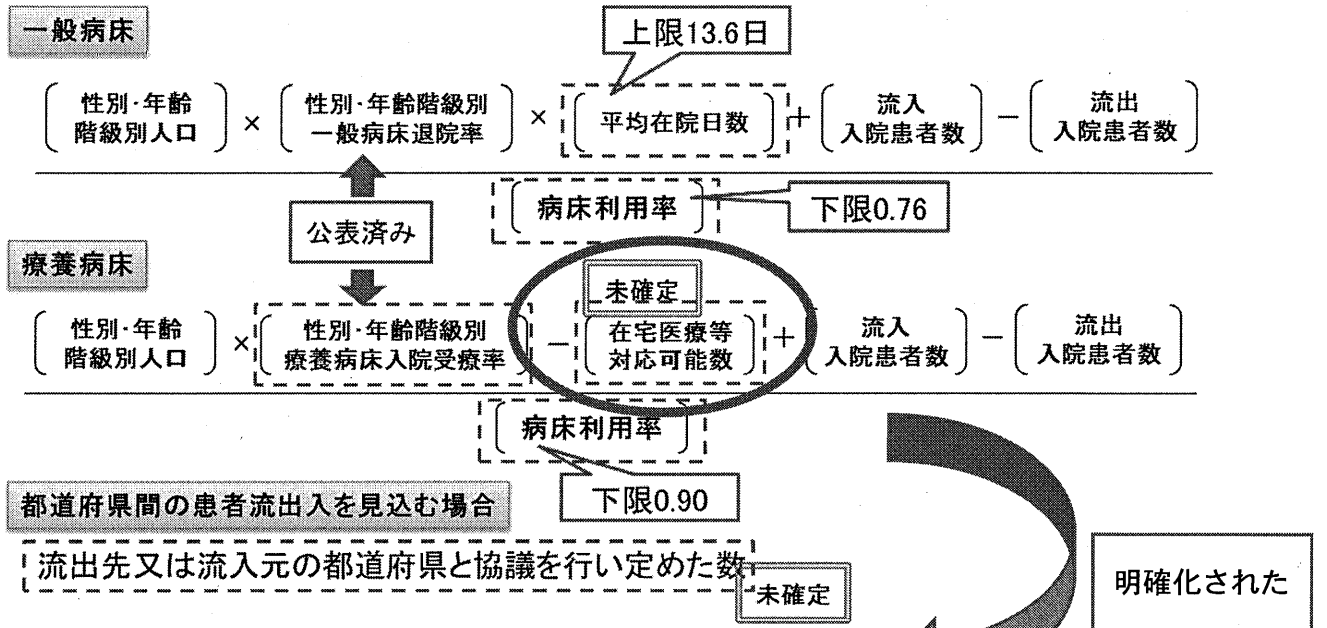 一般病床
上限13.6日
性別・年齢
階級別人口
×
性別・年齢階級別
一般病床退院率
×
平均在院日数
+
流入
入院患者数
−
流出
入院患者数
病床利用率
下限0.76
公表済み
療養病床
未確定
性別・年齢
階級別人口
×
性別・年齢階級別
療養病床入院受療率
−
在宅医療等
対応可能数
+
流入
入院患者数
−
流出
入院患者数
病床利用率
下限0.90
都道府県間の患者流出入を見込む場合
流出先又は流入元の都道府県と協議を行い定めた数
未確定
明確化された